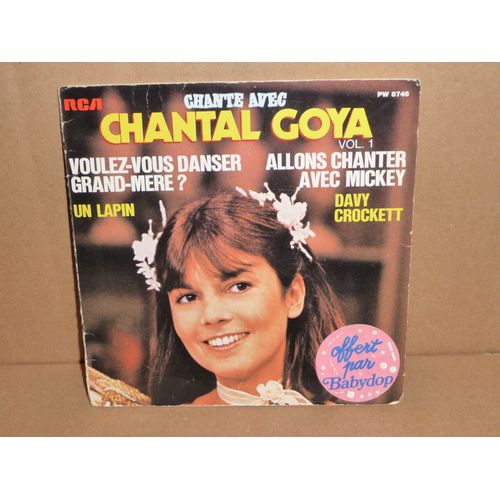 RCA
CHANTE AVEC
PW 8746
CHANTAL GOYA
VOL. 1
VOULEZ-VOUS DANSER
GRAND-MERE ?
UN LAPIN
ALLONS CHANTER
AVEC MICKEY
DAVY
CROCKETT
offert
par
Babydop